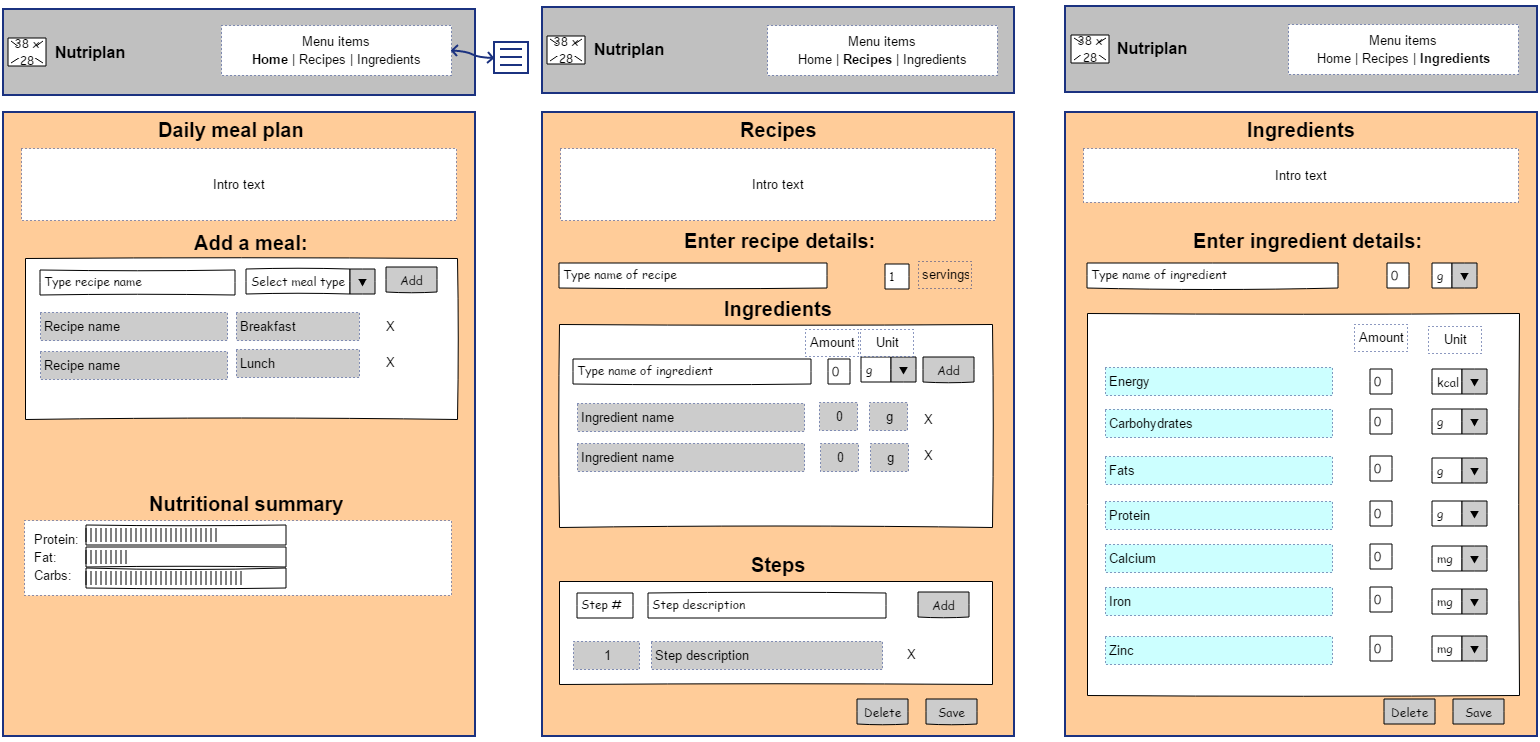 38 x
28
Nutriplan
Menu items
Home | Recipes | Ingredients
Daily meal plan
Intro text
Add a meal:
Type recipe name
Select meal type ▼
Add
Recipe name
Breakfast
X
Recipe name
Lunch
X
Nutritional summary
Protein:
Fat:
Carbs:
38 x
28
Nutriplan
Menu items
Home | Recipes | Ingredients
Recipes
Intro text
Enter recipe details:
Type name of recipe
1
servings
Ingredients
Amount
Unit
Type name of ingredient
0
g ▼
Add
Ingredient name
0
g
X
Ingredient name
0
g
X
Steps
Step #
Step description
Add
1
Step description
X
Delete
Save
38 x
28
Nutriplan
Menu items
Home | Recipes | Ingredients
Ingredients
Intro text
Enter ingredient details:
Type name of ingredient
0
g ▼
Amount
Unit
Energy
0
kcal ▼
Carbohydrates
0
g ▼
Fats
0
g ▼
Protein
0
g ▼
Calcium
0
mg ▼
Iron
0
mg ▼
Zinc
0
mg ▼
Delete
Save